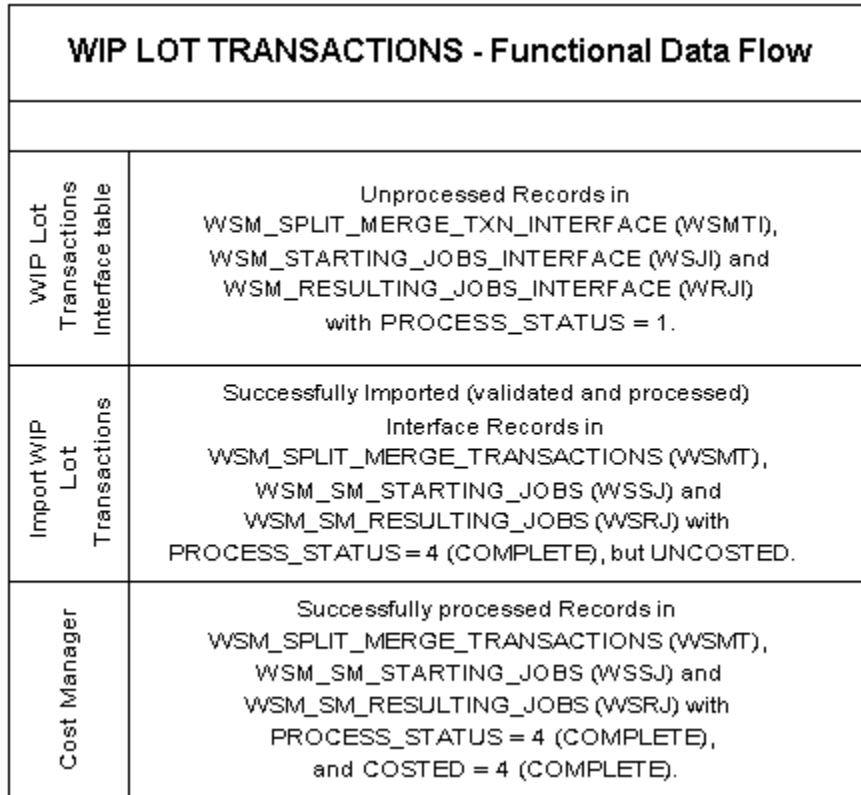 WIP LOT TRANSACTIONS - Functional Data Flow
WIP Lot
Transactions
Interface table
Unprocessed Records in
WSM_SPLIT_MERGE_TXN_INTERFACE (WSMTI),
WSM_STARTING_JOBS_INTERFACE (WSJI) and
WSM_RESULTING_JOBS_INTERFACE (WRJI)
with PROCESS_STATUS = 1.
Import WIP
Lot
Transactions
Successfully Imported (validated and processed)
Interface Records in
WSM_SPLIT_MERGE_TRANSACTIONS (WSMT),
WSM_SM_STARTING_JOBS (WSSJ) and
WSM_SM_RESULTING_JOBS (WSRJ) with
PROCESS_STATUS = 4 (COMPLETE), but UNCOSTED.
Cost Manager
Successfully processed Records in
WSM_SPLIT_MERGE_TRANSACTIONS (WSMT),
WSM_SM_STARTING_JOBS (WSSJ) and
WSM_SM_RESULTING_JOBS (WSRJ) with
PROCESS_STATUS = 4 (COMPLETE),
and COSTED = 4 (COMPLETE).